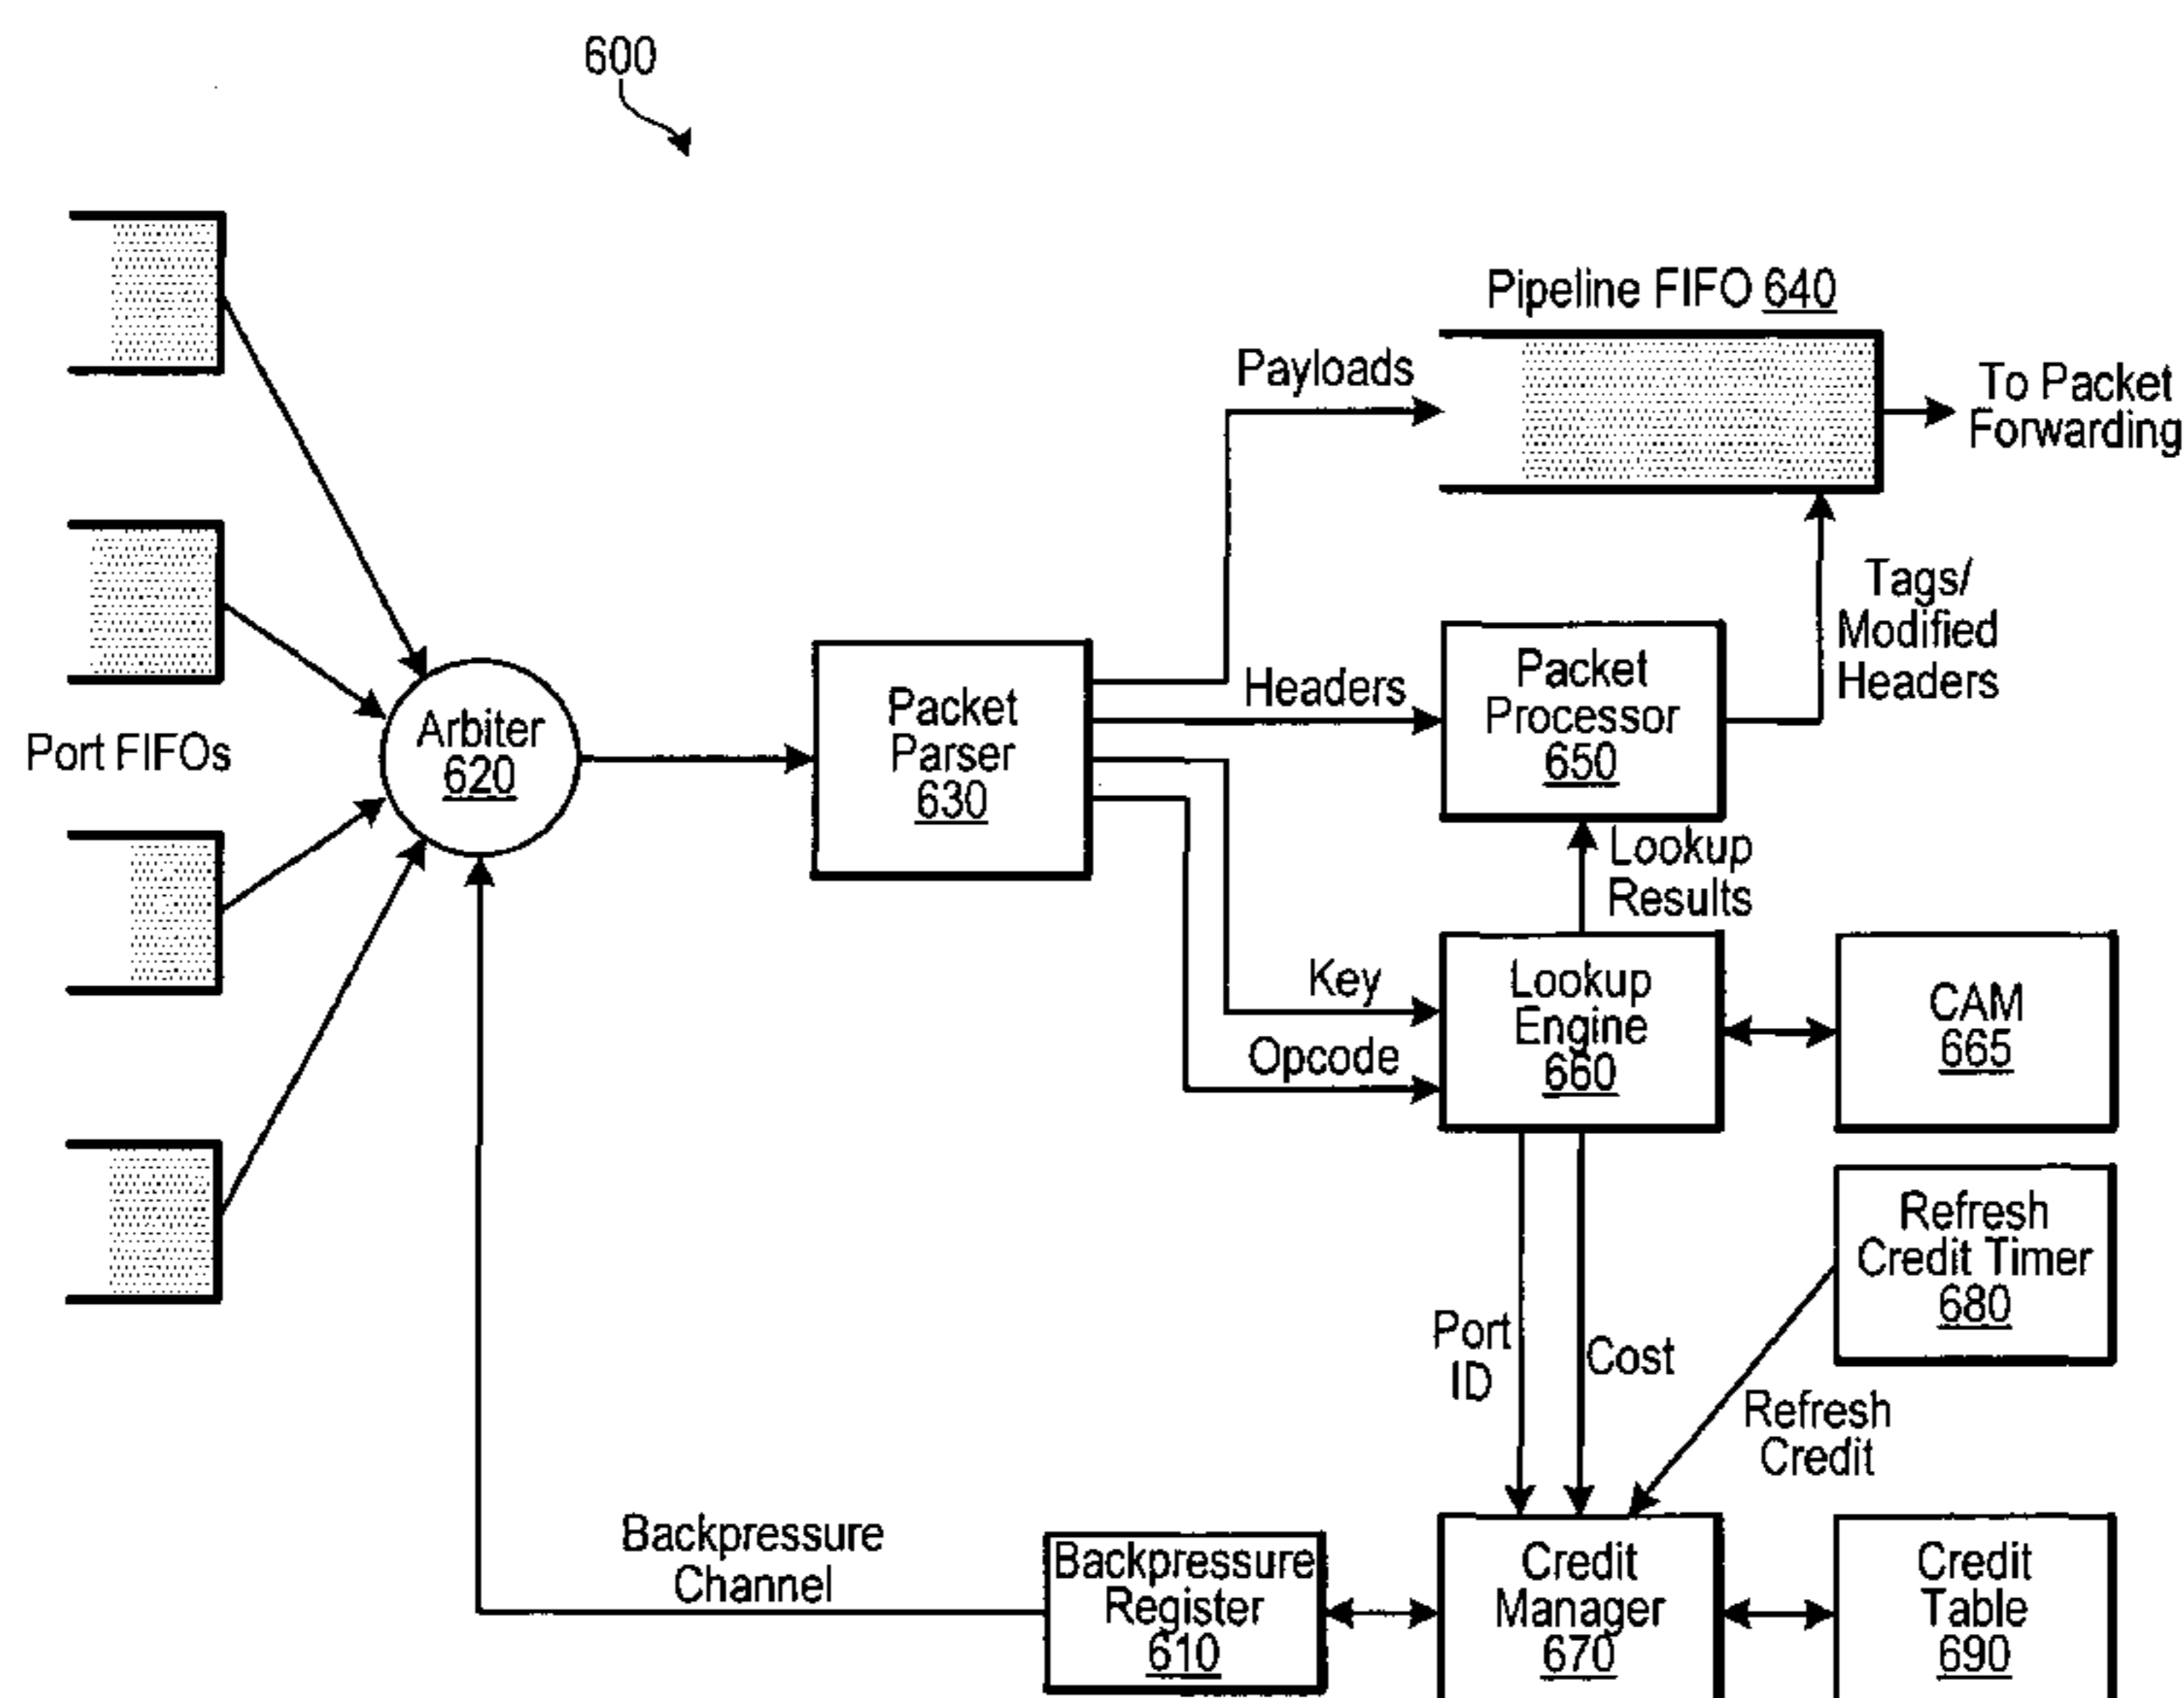 600
Pipeline FIFO 640
Payloads
To Packet
Forwarding
Tags/
Modified
Headers
Headers
Packet
Processor
650
Packet
Parser
630
Arbiter
620
Port FIFOs
Lookup
Results
Key
Opcode
Lookup
Engine
660
CAM
665
Refresh
Credit Timer
680
Port
ID
Cost
Refresh
Credit
Backpressure
Channel
Backpressure
Register
610
Credit
Manager
670
Credit
Table
690